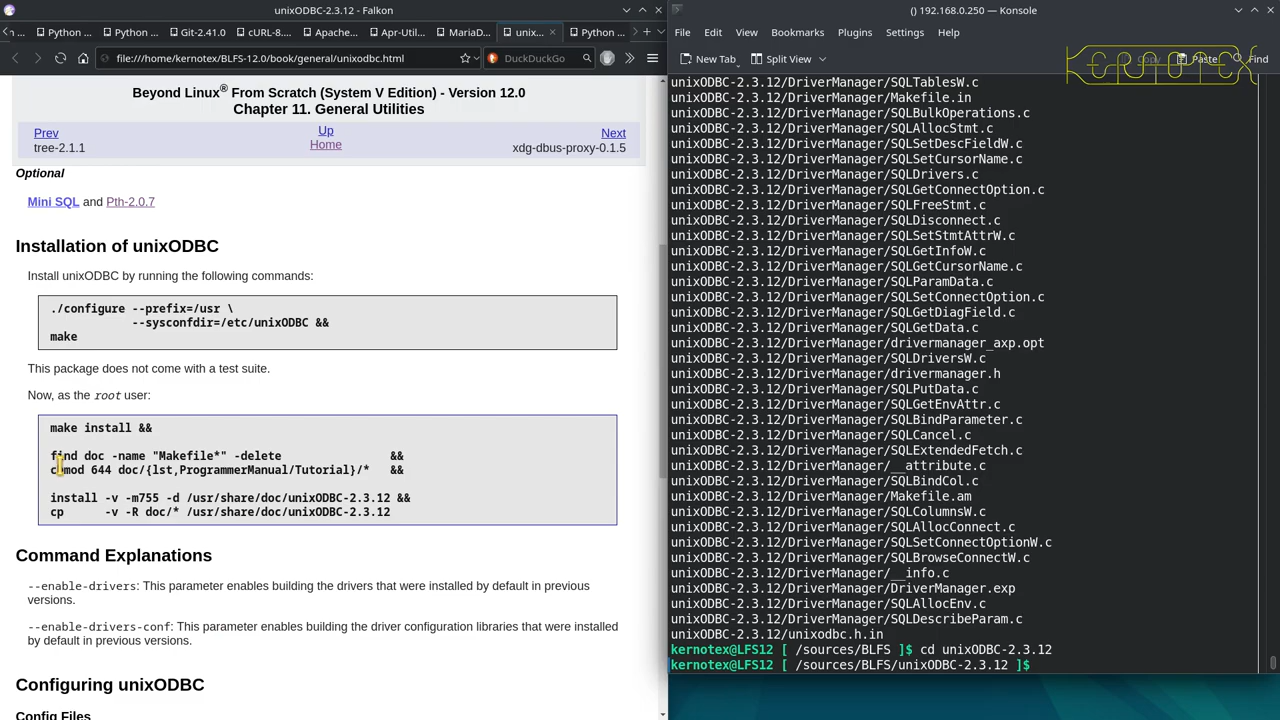 unixODBC-2.3.12 - Falkon
Python ...
Python ...
Git-2.41.0
cURL-8....
Apache...
Apr-Util...
MariaD...
unix...
Python ...
file:///home/kernotex/BLFS-12.0/book/general/unixodbc.html
DuckDuckGo
Beyond Linux® From Scratch (System V Edition) - Version 12.0
Chapter 11. General Utilities
Prev
Up
Next
tree-2.1.1
Home
xdg-dbus-proxy-0.1.5
Optional
Mini SQL and Pth-2.0.7
Installation of unixODBC
Install unixODBC by running the following commands:
./configure --prefix=/usr \
--sysconfdir=/etc/unixODBC &&
make
This package does not come with a test suite.
Now, as the root user:
make install &&
find doc -name "Makefile*" -delete &&
chmod 644 doc/{lst,ProgrammerManual/Tutorial}/* &&
install -v -m755 -d /usr/share/doc/unixODBC-2.3.12 &&
cp -v -R doc/* /usr/share/doc/unixODBC-2.3.12
Command Explanations
--enable-drivers: This parameter enables building the drivers that were installed by default in previous
versions.
--enable-drivers-conf: This parameter enables building the driver configuration libraries that were installed
by default in previous versions.
Configuring unixODBC
Config Files
() 192.168.0.250 — Konsole
File Edit View Bookmarks Plugins Settings Help
New Tab Split View Copy Paste Find
KERNOTEX
unixODBC-2.3.12/DriverManager/SQLTablesW.c
unixODBC-2.3.12/DriverManager/Makefile.in
unixODBC-2.3.12/DriverManager/SQLBulkOperations.c
unixODBC-2.3.12/DriverManager/SQLAllocStmt.c
unixODBC-2.3.12/DriverManager/SQLSetDescFieldW.c
unixODBC-2.3.12/DriverManager/SQLSetCursorName.c
unixODBC-2.3.12/DriverManager/SQLDrivers.c
unixODBC-2.3.12/DriverManager/SQLGetConnectOption.c
unixODBC-2.3.12/DriverManager/SQLFreeStmt.c
unixODBC-2.3.12/DriverManager/SQLDisconnect.c
unixODBC-2.3.12/DriverManager/SQLSetStmtAttrW.c
unixODBC-2.3.12/DriverManager/SQLGetInfoW.c
unixODBC-2.3.12/DriverManager/SQLGetCursorName.c
unixODBC-2.3.12/DriverManager/SQLParamData.c
unixODBC-2.3.12/DriverManager/SQLSetConnectOption.c
unixODBC-2.3.12/DriverManager/SQLGetDiagField.c
unixODBC-2.3.12/DriverManager/SQLGetData.c
unixODBC-2.3.12/DriverManager/drivermanager_axp.opt
unixODBC-2.3.12/DriverManager/SQLDriversW.c
unixODBC-2.3.12/DriverManager/drivermanager.h
unixODBC-2.3.12/DriverManager/SQLPutData.c
unixODBC-2.3.12/DriverManager/SQLGetEnvAttr.c
unixODBC-2.3.12/DriverManager/SQLBindParameter.c
unixODBC-2.3.12/DriverManager/SQLCancel.c
unixODBC-2.3.12/DriverManager/SQLExtendedFetch.c
unixODBC-2.3.12/DriverManager/__attribute.c
unixODBC-2.3.12/DriverManager/SQLBindCol.c
unixODBC-2.3.12/DriverManager/Makefile.am
unixODBC-2.3.12/DriverManager/SQLColumnsW.c
unixODBC-2.3.12/DriverManager/SQLAllocConnect.c
unixODBC-2.3.12/DriverManager/SQLSetConnectOptionW.c
unixODBC-2.3.12/DriverManager/SQLBrowseConnectW.c
unixODBC-2.3.12/DriverManager/__info.c
unixODBC-2.3.12/DriverManager/DriverManager.exp
unixODBC-2.3.12/DriverManager/SQLAllocEnv.c
unixODBC-2.3.12/DriverManager/SQLDescribeParam.c
unixODBC-2.3.12/unixodbc.h.in
kernotex@LFS12 [ /sources/BLFS ]$ cd unixODBC-2.3.12
kernotex@LFS12 [ /sources/BLFS/unixODBC-2.3.12 ]$